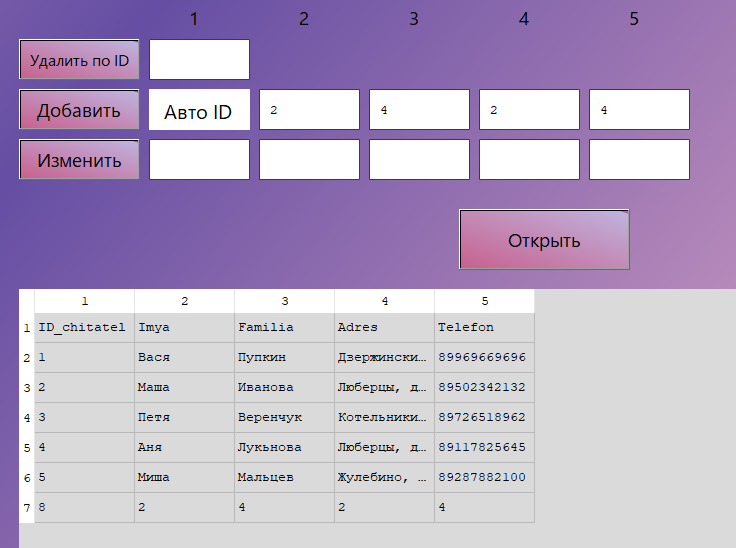 1 2 3 4 5
Удалить по ID
Добавить Авто ID 2 4 2 4
Изменить
Открыть
1 2 3 4 5
1 ID_chitatel Imya Familia Adres Telefon
2 1 Вася Пупкин Дзержински... 89969669696
3 2 Маша Иванова Люберцы, д... 89502342132
4 3 Петя Веренчук Котельники... 89726518962
5 4 Аня Лукьнова Люберцы, д... 89117825645
6 5 Миша Мальцев Жулебино, ... 89287882100
7 8 2 4 2 4